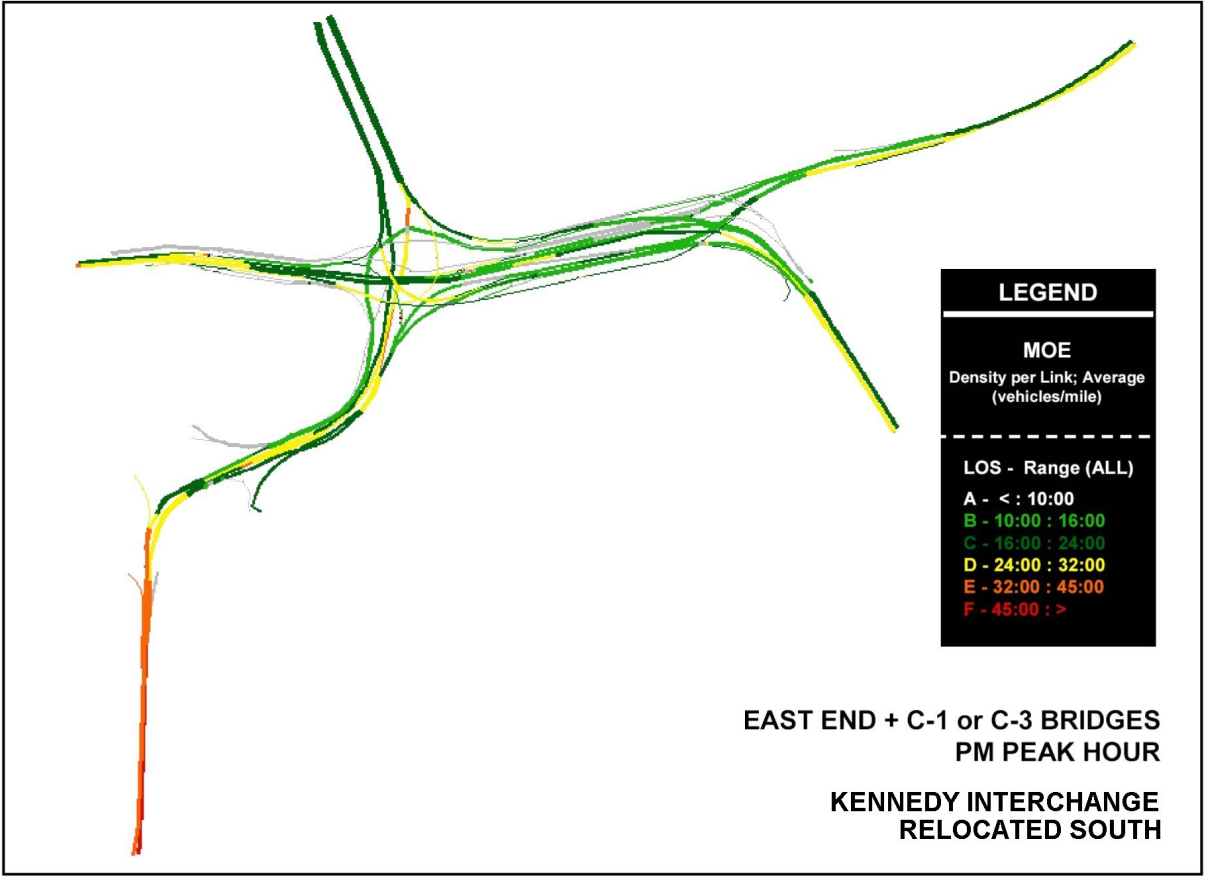 LEGEND
MOE
Density per Link; Average
(vehicles/mile)
LOS - Range (ALL)
A - < : 10:00
B - 10:00 : 16:00
C - 16:00 : 24:00
D - 24:00 : 32:00
E - 32:00 : 45:00
F - 45:00 : >
EAST END + C-1 or C-3 BRIDGES
PM PEAK HOUR
KENNEDY INTERCHANGE
RELOCATED SOUTH